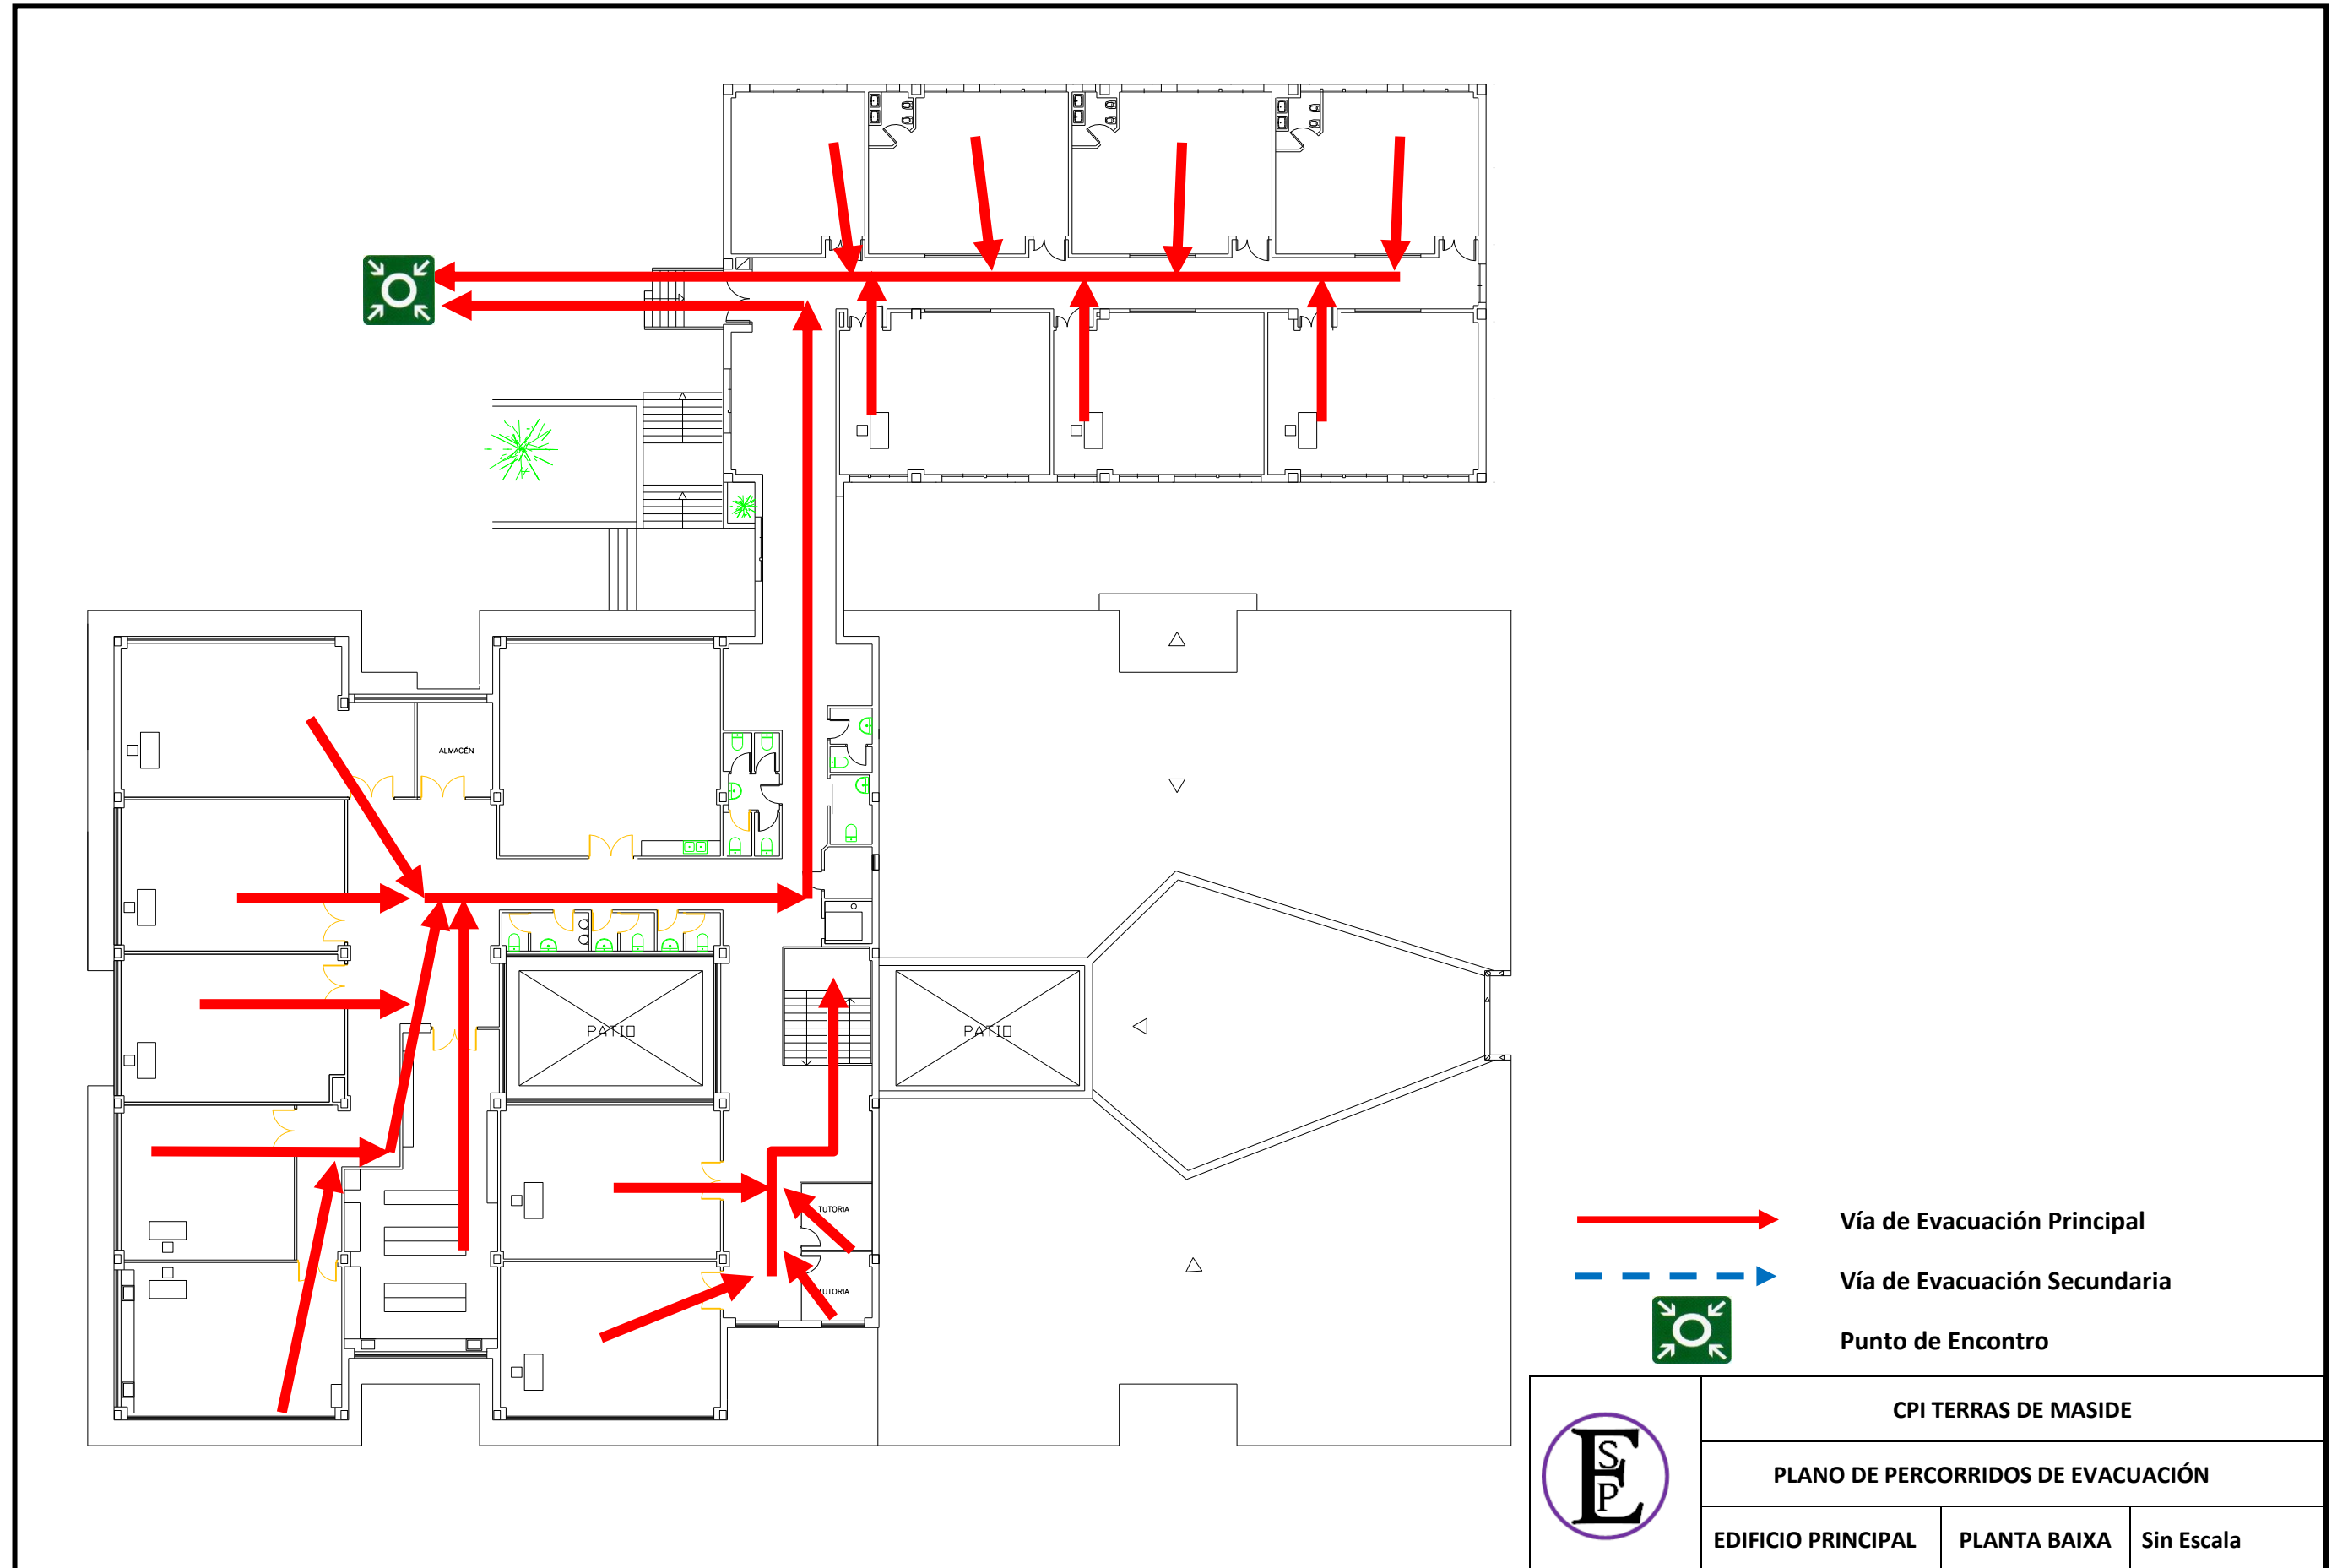 ALMACÉN
PATIO
PATIO
TUTORIA
TUTORIA
Vía de Evacuación Principal
Vía de Evacuación Secundaria
Punto de Encontro
ESP
CPI TERRAS DE MASIDE
PLANO DE PERCORRIDOS DE EVACUACIÓN
EDIFICIO PRINCIPAL
PLANTA BAIXA
Sin Escala